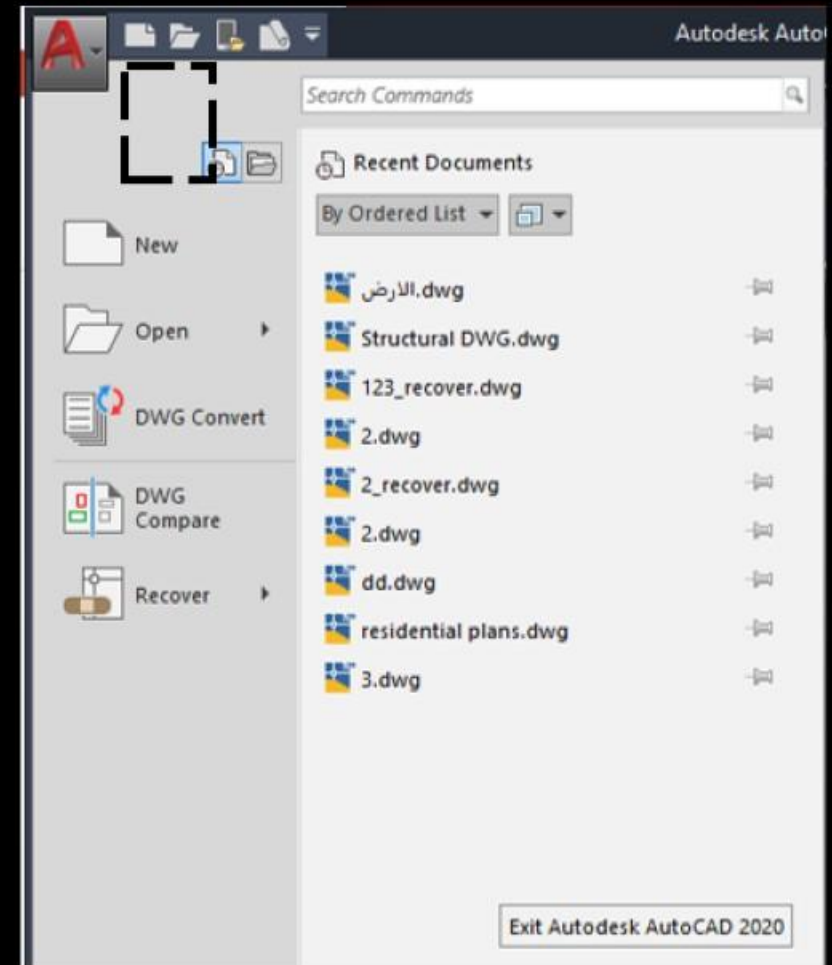 Autodesk Auto
Search Commands
Recent Documents
By Ordered List
New
Open
DWG Convert
DWG
Compare
Recover
الارض.dwg
Structural DWG.dwg
123_recover.dwg
2.dwg
2_recover.dwg
2.dwg
dd.dwg
residential plans.dwg
3.dwg
Exit Autodesk AutoCAD 2020